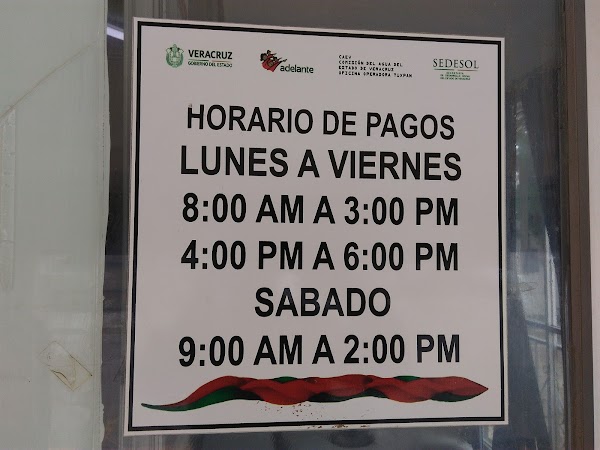 VERACRUZ
GOBIERNO DEL ESTADO
adelante
CAEV
COMISIÓN DEL AGUA DEL
ESTADO DE VERACRUZ
OFICINA OPERADORA TUXPAN
SEDESOL
HORARIO DE PAGOS
LUNES A VIERNES
8:00 AM A 3:00 PM
4:00 PM A 6:00 PM
SABADO
9:00 AM A 2:00 PM